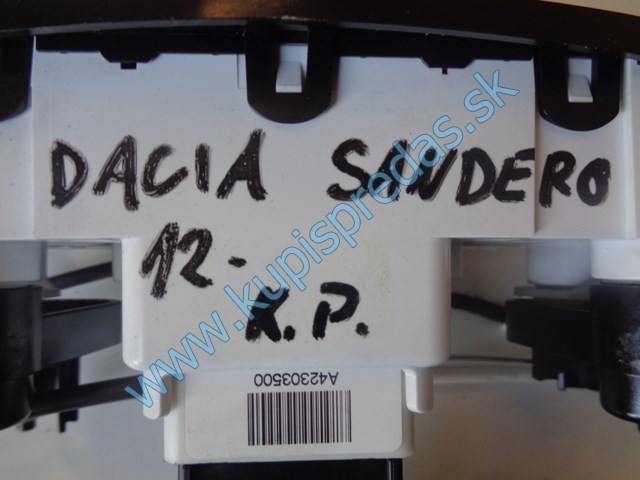 DACIA SANDERO
12-
R.P.
A42303500
www.kupispredas.sk